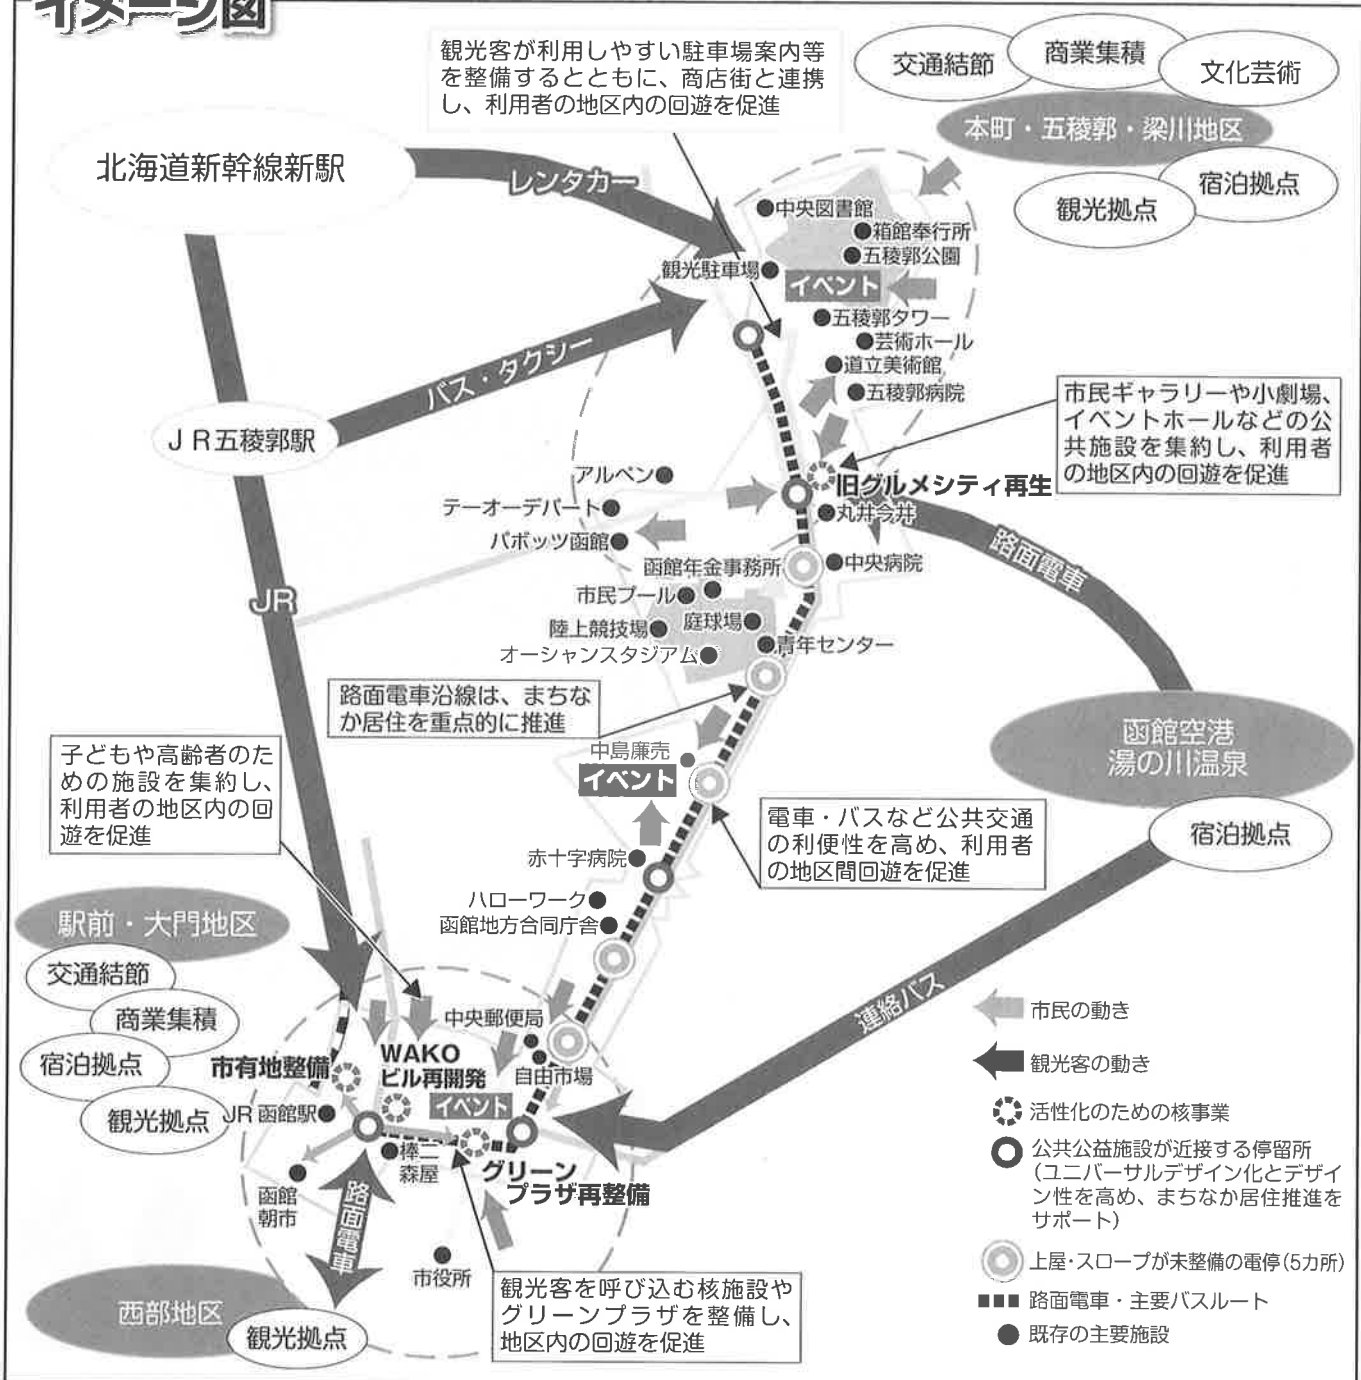 イメージ図
観光客が利用しやすい駐車場案内等
を整備するとともに、商店街と連携
し、利用者の地区内の回遊を促進
交通結節
商業集積
文化芸術
本町・五稜郭・梁川地区
宿泊拠点
観光拠点
北海道新幹線新駅
レンタカー
中央図書館
箱館奉行所
五稜郭公園
観光駐車場
イベント
五稜郭タワー
芸術ホール
道立美術館
五稜郭病院
バス・タクシー
JR五稜郭駅
市民ギャラリーや小劇場、
イベントホールなどの公
共施設を集約し、利用者
の地区内の回遊を促進
アルペン
テーオーデパート
パボッツ函館
旧グルメシティ再生
丸井今井
路面電車
函館年金事務所
中央病院
市民プール
JR
陸上競技場
庭球場
オーシャンスタジアム
青年センター
路面電車沿線は、まちな
か居住を重点的に推進
函館空港
湯の川温泉
宿泊拠点
子どもや高齢者のた
めの施設を集約し、
利用者の地区内の回
遊を促進
中島廉売
イベント
電車・バスなど公共交通
の利便性を高め、利用者
の地区間回遊を促進
赤十字病院
ハローワーク
函館地方合同庁舎
駅前・大門地区
交通結節
商業集積
宿泊拠点
観光拠点
連絡バス
中央郵便局
自由市場
市有地整備
WAKO
ビル再開発
イベント
JR函館駅
棒二
森屋
グリーン
プラザ再整備
函館
朝市
路面電車
市役所
西部地区
観光拠点
観光客を呼び込む核施設や
グリーンプラザを整備し、
地区内の回遊を促進
市民の動き
観光客の動き
活性化のための核事業
公共公益施設が近接する停留所
(ユニバーサルデザイン化とデザイ
ン性を高め、まちなか居住推進を
サポート)
上屋・スロープが未整備の電停(5カ所)
路面電車・主要バスルート
既存の主要施設